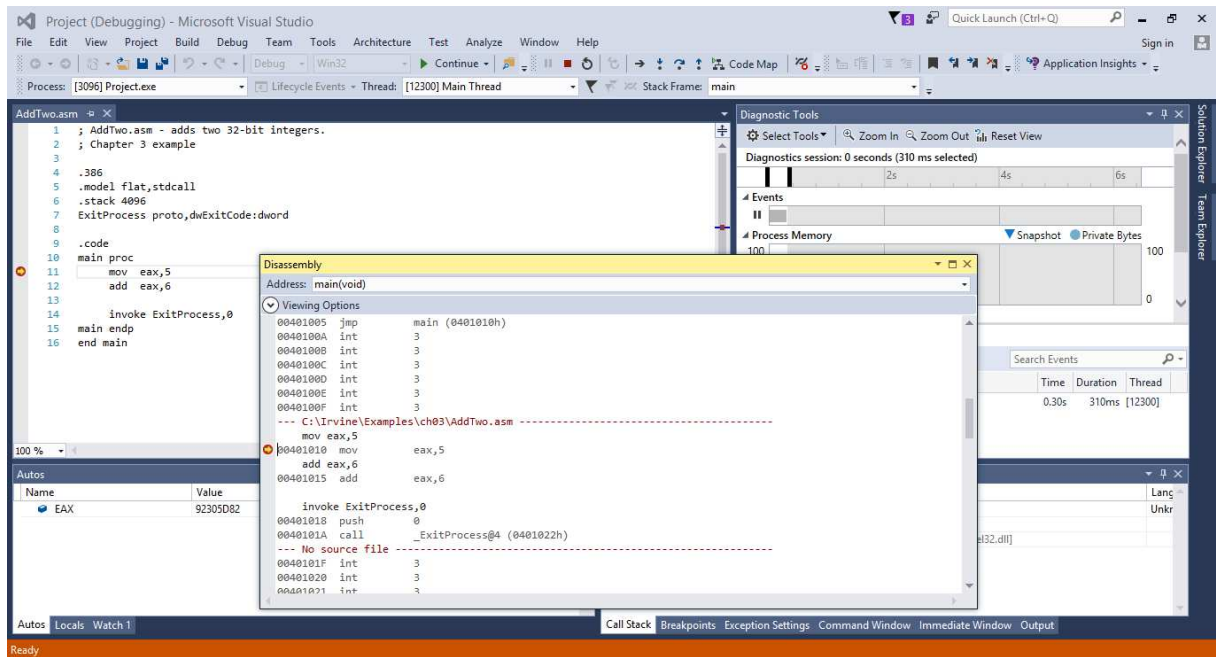 Project (Debugging) - Microsoft Visual Studio
3
Quick Launch (Ctrl+Q)
File Edit View Project Build Debug Team Tools Architecture Test Analyze Window Help
Sign in
Debug Win32 Continue Code Map Application Insights
Process: [3096] Project.exe Lifecycle Events Thread: [12300] Main Thread Stack Frame: main
AddTwo.asm
1 ; AddTwo.asm - adds two 32-bit integers.
2 ; Chapter 3 example
3
4 .386
5 .model flat,stdcall
6 .stack 4096
7 ExitProcess proto,dwExitCode:dword
8
9 .code
10 main proc
11 mov eax,5
12 add eax,6
13
14 invoke ExitProcess,0
15 main endp
16 end main
100 %
Diagnostic Tools
Select Tools Zoom In Zoom Out Reset View
Diagnostics session: 0 seconds (310 ms selected)
2s 4s 6s
Events
Process Memory Snapshot Private Bytes
100 100
0
Search Events
Time Duration Thread
0.30s 310ms [12300]
Solution Explorer
Team Explorer
Disassembly
Address: main(void)
Viewing Options
00401005 jmp main (0401010h)
0040100A int 3
0040100B int 3
0040100C int 3
0040100D int 3
0040100E int 3
0040100F int 3
--- C:\Irvine\Examples\ch03\AddTwo.asm -----------------------------------------
mov eax,5
00401010 mov eax,5
add eax,6
00401015 add eax,6
invoke ExitProcess,0
00401018 push 0
0040101A call _ExitProcess@4 (0401022h)
--- No source file -------------------------------------------------------------
0040101F int 3
00401020 int 3
00401021 int 3
Autos
Name Value
EAX 92305D82
Lang
Unkr
el32.dll]
Autos Locals Watch 1
Call Stack Breakpoints Exception Settings Command Window Immediate Window Output
Ready